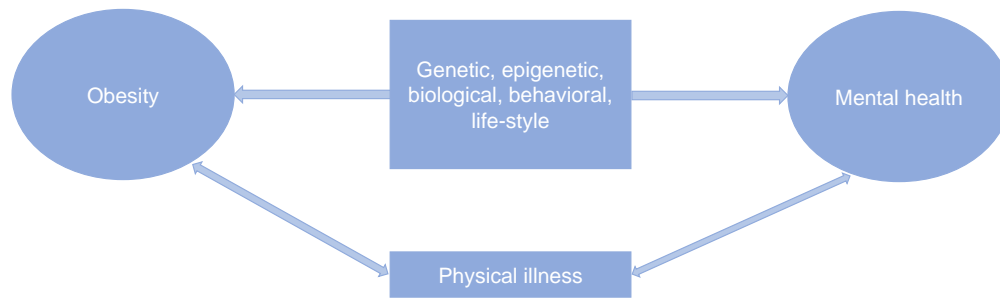 Obesity
Genetic, epigenetic,
biological, behavioral,
life-style
Mental health
Physical illness